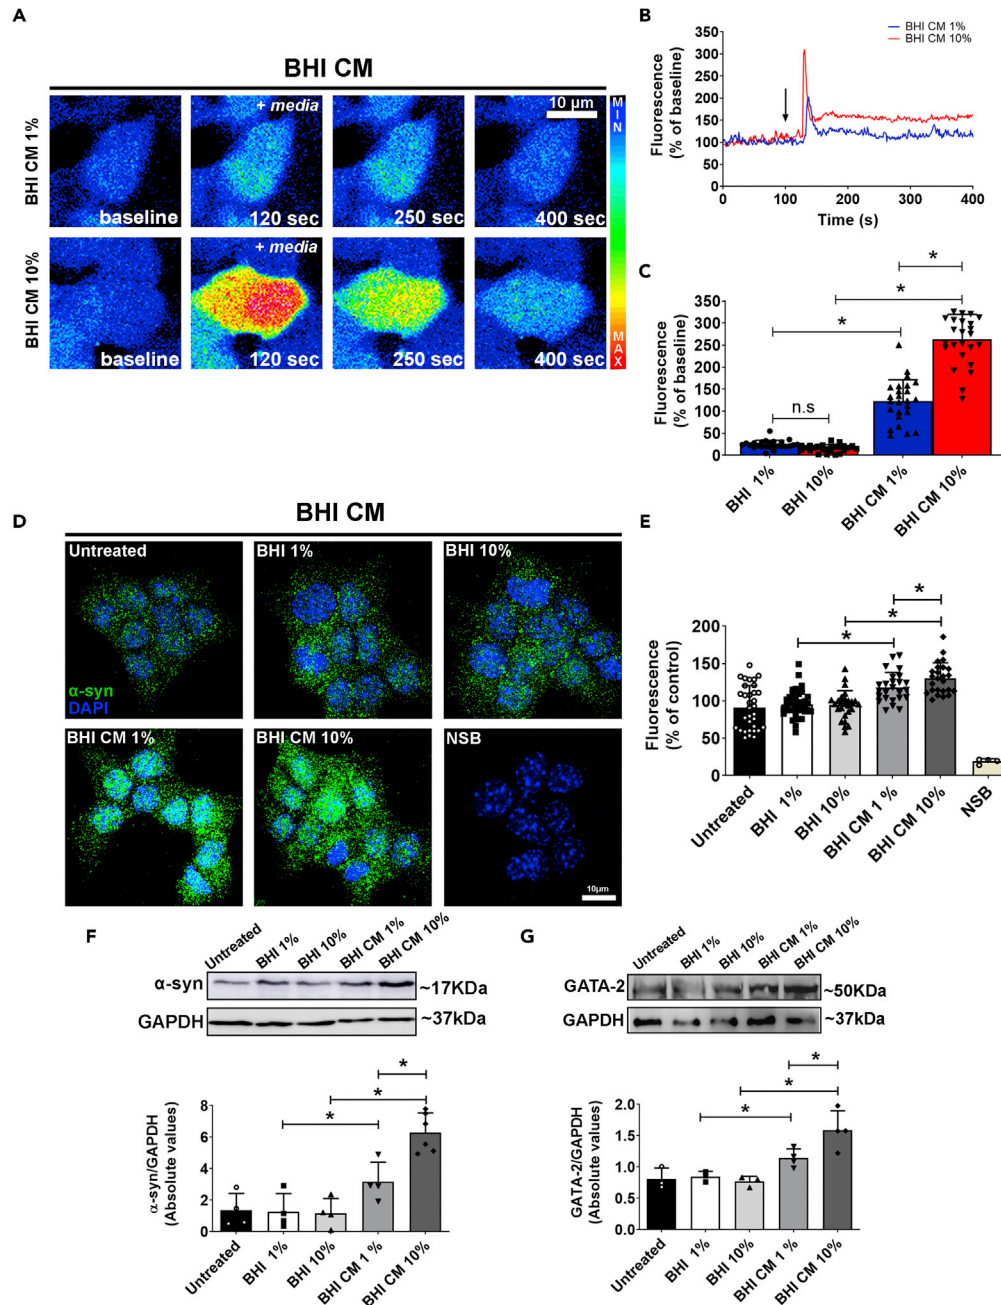 A
BHI CM
BHI CM 1%
+ media
10 µm
baseline
120 sec
250 sec
400 sec
BHI CM 10%
+ media
baseline
120 sec
250 sec
400 sec
MIN
MAX
B
BHI CM 1%
BHI CM 10%
Fluorescence
(% of baseline)
350
300
250
200
150
100
50
0
0 100 200 300 400
Time (s)
C
Fluorescence
(% of baseline)
350
300
250
200
150
100
50
0
*
*
*
n.s
BHI 1%
BHI 10%
BHI CM 1%
BHI CM 10%
D
BHI CM
Untreated
BHI 1%
BHI 10%
α-syn
DAPI
BHI CM 1%
BHI CM 10%
NSB
10µm
E
Fluorescence
(% of control)
200
150
100
50
0
*
*
*
Untreated
BHI 1%
BHI 10%
BHI CM 1 %
BHI CM 10%
NSB
F
Untreated
BHI 1%
BHI 10%
BHI CM 1%
BHI CM 10%
α-syn
~17KDa
GAPDH
~37kDa
α-syn/GAPDH
(Absolute values)
8
6
4
2
0
*
*
*
Untreated
BHI 1%
BHI 10%
BHI CM 1 %
BHI CM 10%
G
Untreated
BHI 1%
BHI 10%
BHI CM 1%
BHI CM 10%
GATA-2
~50KDa
GAPDH
~37kDa
GATA-2/GAPDH
(Absolute values)
2.0
1.5
1.0
0.5
0.0
*
*
*
Untreated
BHI 1%
BHI 10%
BHI CM 1 %
BHI CM 10%